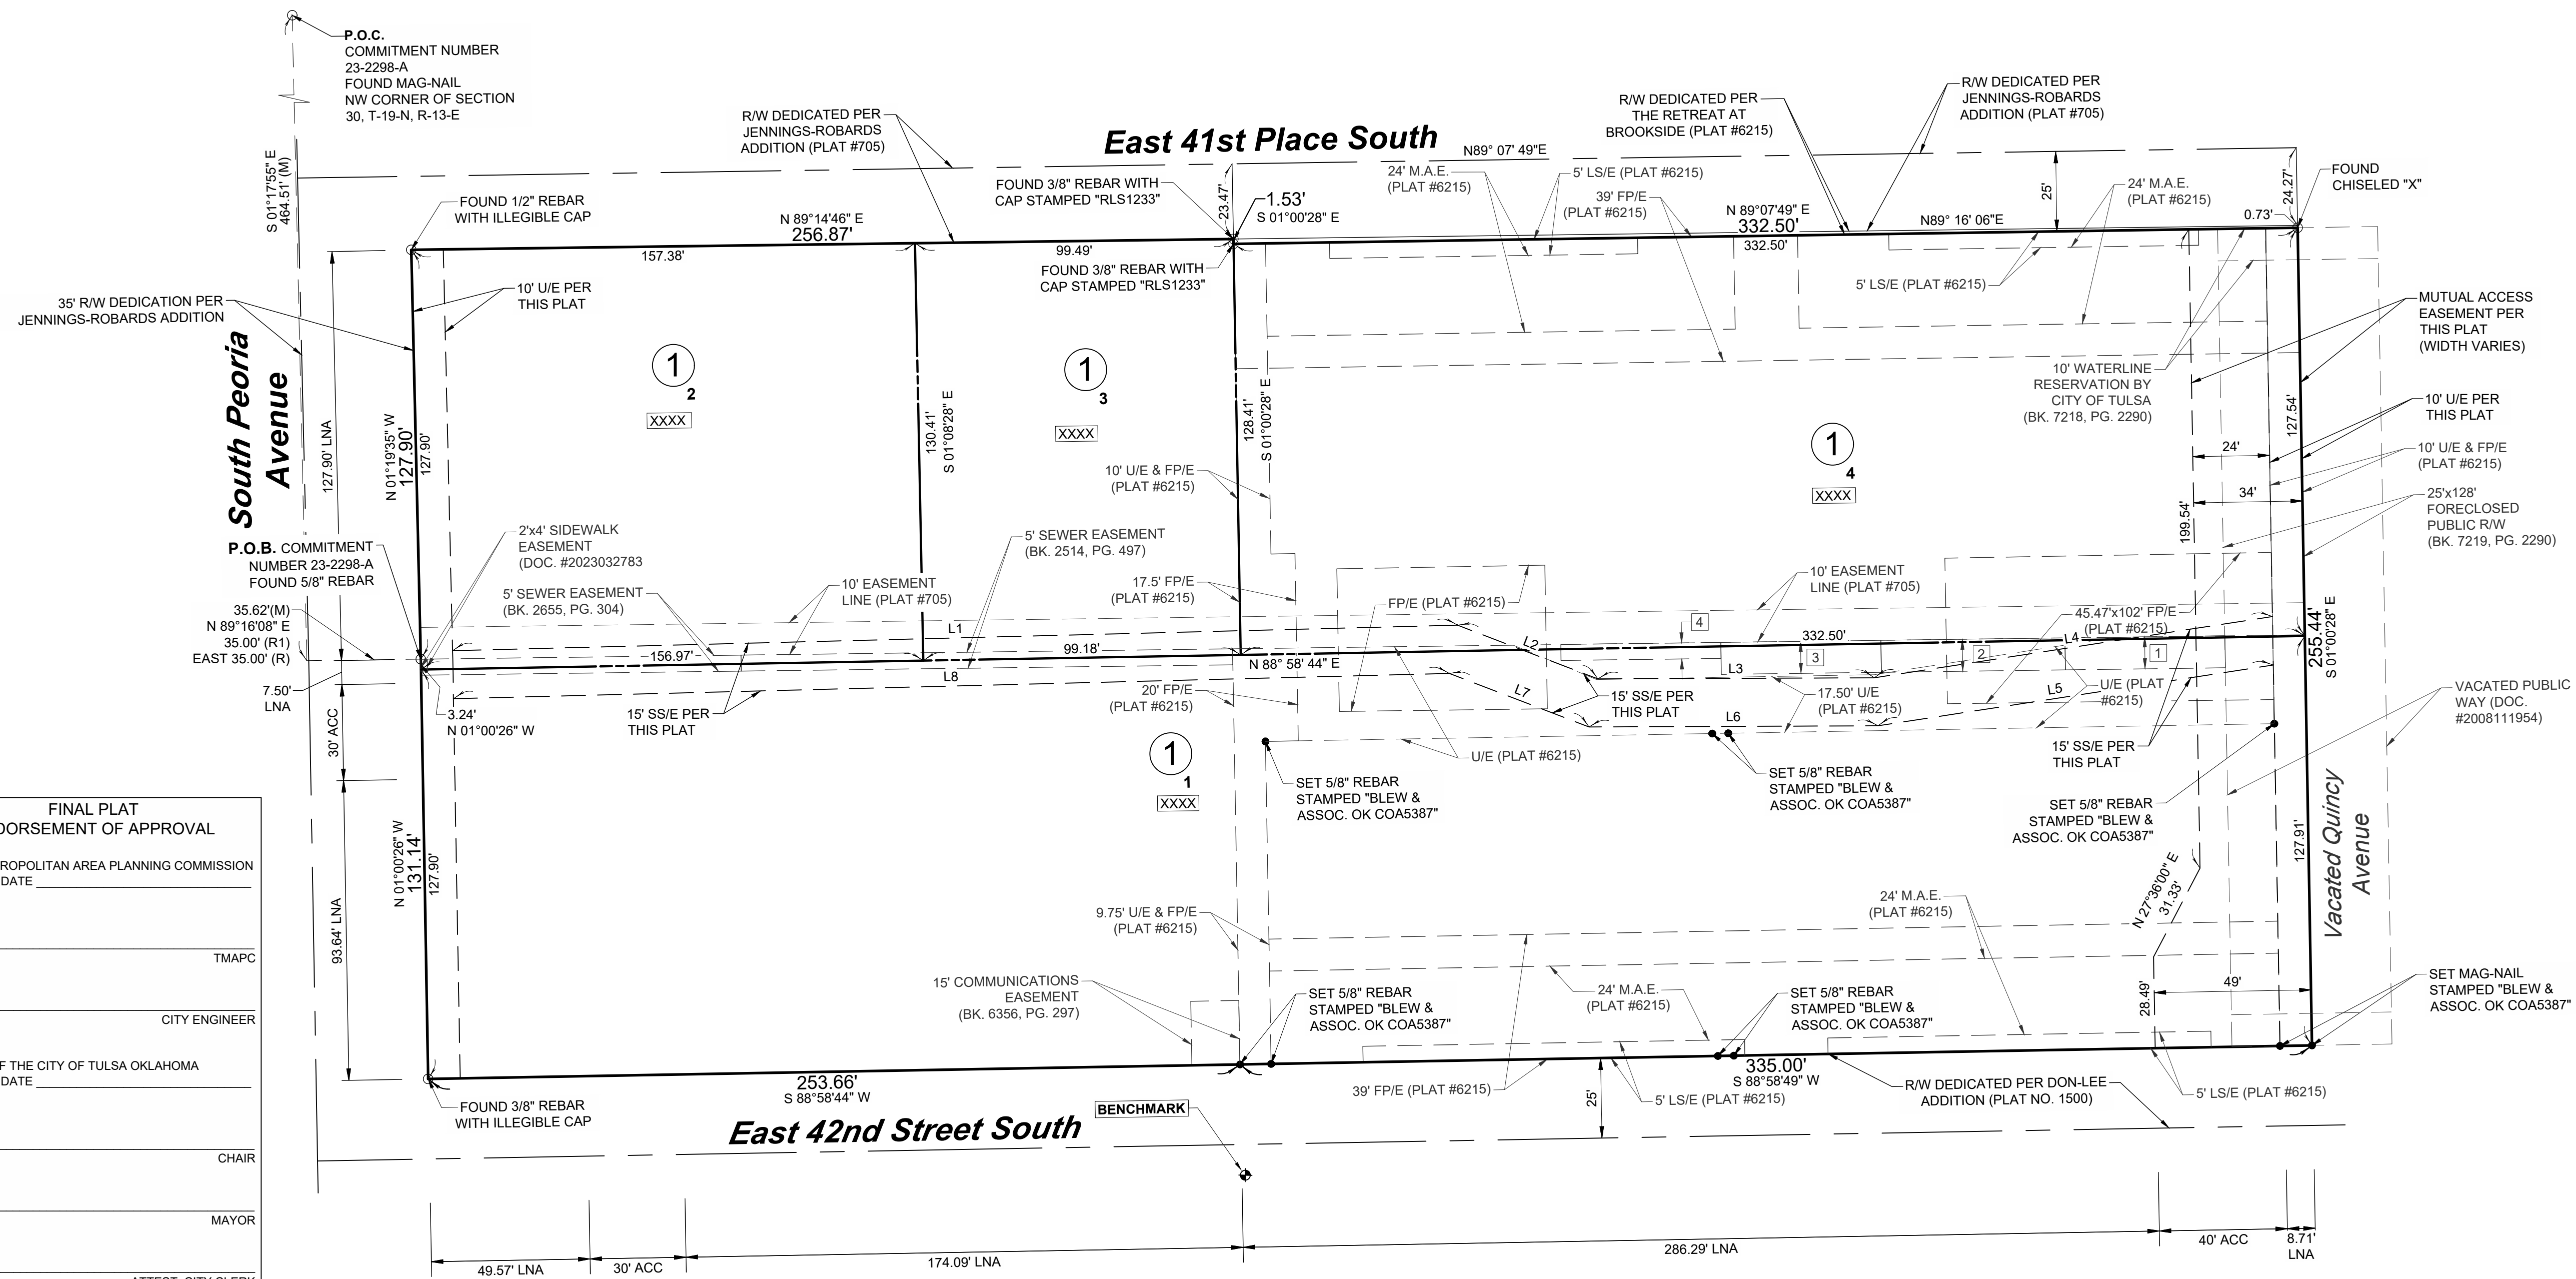 P.O.C.
COMMITMENT NUMBER
23-2298-A
FOUND MAG-NAIL
NW CORNER OF SECTION
30, T-19-N, R-13-E
S 01°17'55" E
464.51' (M)
R/W DEDICATED PER
JENNINGS-ROBARDS
ADDITION (PLAT #705)
East 41st Place South
R/W DEDICATED PER
THE RETREAT AT
BROOKSIDE (PLAT #6215)
R/W DEDICATED PER
JENNINGS-ROBARDS
ADDITION (PLAT #705)
N89° 07' 49"E
FOUND 1/2" REBAR
WITH ILLEGIBLE CAP
FOUND 3/8" REBAR WITH
CAP STAMPED "RLS1233"
23.47'
1.53'
S 01°00'28" E
24' M.A.E.
(PLAT #6215)
5' LS/E (PLAT #6215)
39' FP/E
(PLAT #6215)
N 89°07'49" E
332.50'
332.50'
N89° 16' 06"E
25'
24' M.A.E.
(PLAT #6215)
0.73'
24.27'
FOUND
CHISELED "X"
N 89°14'46" E
256.87'
157.38'
99.49'
FOUND 3/8" REBAR WITH
CAP STAMPED "RLS1233"
5' LS/E (PLAT #6215)
35' R/W DEDICATION PER
JENNINGS-ROBARDS ADDITION
10' U/E PER
THIS PLAT
MUTUAL ACCESS
EASEMENT PER
THIS PLAT
(WIDTH VARIES)
South Peoria
Avenue
127.90' LNA
N 01°19'35" W
127.90'
127.90'
1
2
XXXX
1
3
XXXX
130.41'
S 01°08'28" E
128.41'
S 01°00'28" E
1
4
XXXX
10' WATERLINE
RESERVATION BY
CITY OF TULSA
(BK. 7218, PG. 2290)
127.54'
10' U/E PER
THIS PLAT
24'
10' U/E & FP/E
(PLAT #6215)
34'
199.54'
25'x128'
FORECLOSED
PUBLIC R/W
(BK. 7219, PG. 2290)
10' U/E & FP/E
(PLAT #6215)
P.O.B. COMMITMENT
NUMBER 23-2298-A
FOUND 5/8" REBAR
2'x4' SIDEWALK
EASEMENT
(DOC. #2023032783
5' SEWER EASEMENT
(BK. 2514, PG. 497)
5' SEWER EASEMENT
(BK. 2655, PG. 304)
10' EASEMENT
LINE (PLAT #705)
17.5' FP/E
(PLAT #6215)
FP/E (PLAT #6215)
10' EASEMENT
LINE (PLAT #705)
45.47'x102' FP/E
(PLAT #6215)
35.62'(M)
N 89°16'08" E
35.00' (R1)
EAST 35.00' (R)
7.50'
LNA
L1
L2
4
332.50'
L4
156.97'
99.18'
N 88° 58' 44" E
L8
L7
L3
3
2
1
L5
L6
255.44'
S 01°00'28" E
3.24'
N 01°00'26" W
15' SS/E PER
THIS PLAT
20' FP/E
(PLAT #6215)
15' SS/E PER
THIS PLAT
17.50' U/E
(PLAT #6215)
U/E (PLAT
#6215)
VACATED PUBLIC
WAY (DOC.
#2008111954)
30' ACC
1
1
XXXX
U/E (PLAT #6215)
15' SS/E PER
THIS PLAT
SET 5/8" REBAR
STAMPED "BLEW &
ASSOC. OK COA5387"
SET 5/8" REBAR
STAMPED "BLEW &
ASSOC. OK COA5387"
SET 5/8" REBAR
STAMPED "BLEW &
ASSOC. OK COA5387"
Vacated Quincy
Avenue
127.91'
FINAL PLAT
DORSEMENT OF APPROVAL
ROPOLITAN AREA PLANNING COMMISSION
DATE
TMAPC
CITY ENGINEER
F THE CITY OF TULSA OKLAHOMA
DATE
CHAIR
MAYOR
ATTEST: CITY CLERK
N 01°00'26" W
131.14'
127.90'
93.64' LNA
N 27°36'00" E
31.33'
9.75' U/E & FP/E
(PLAT #6215)
24' M.A.E.
(PLAT #6215)
15' COMMUNICATIONS
EASEMENT
(BK. 6356, PG. 297)
SET 5/8" REBAR
STAMPED "BLEW &
ASSOC. OK COA5387"
24' M.A.E.
(PLAT #6215)
SET 5/8" REBAR
STAMPED "BLEW &
ASSOC. OK COA5387"
28.49'
49'
SET MAG-NAIL
STAMPED "BLEW &
ASSOC. OK COA5387"
253.66'
S 88°58'44" W
335.00'
S 88°58'49" W
39' FP/E (PLAT #6215)
25'
5' LS/E (PLAT #6215)
R/W DEDICATED PER DON-LEE
ADDITION (PLAT NO. 1500)
5' LS/E (PLAT #6215)
FOUND 3/8" REBAR
WITH ILLEGIBLE CAP
BENCHMARK
East 42nd Street South
49.57' LNA
30' ACC
174.09' LNA
286.29' LNA
40' ACC
8.71'
LNA